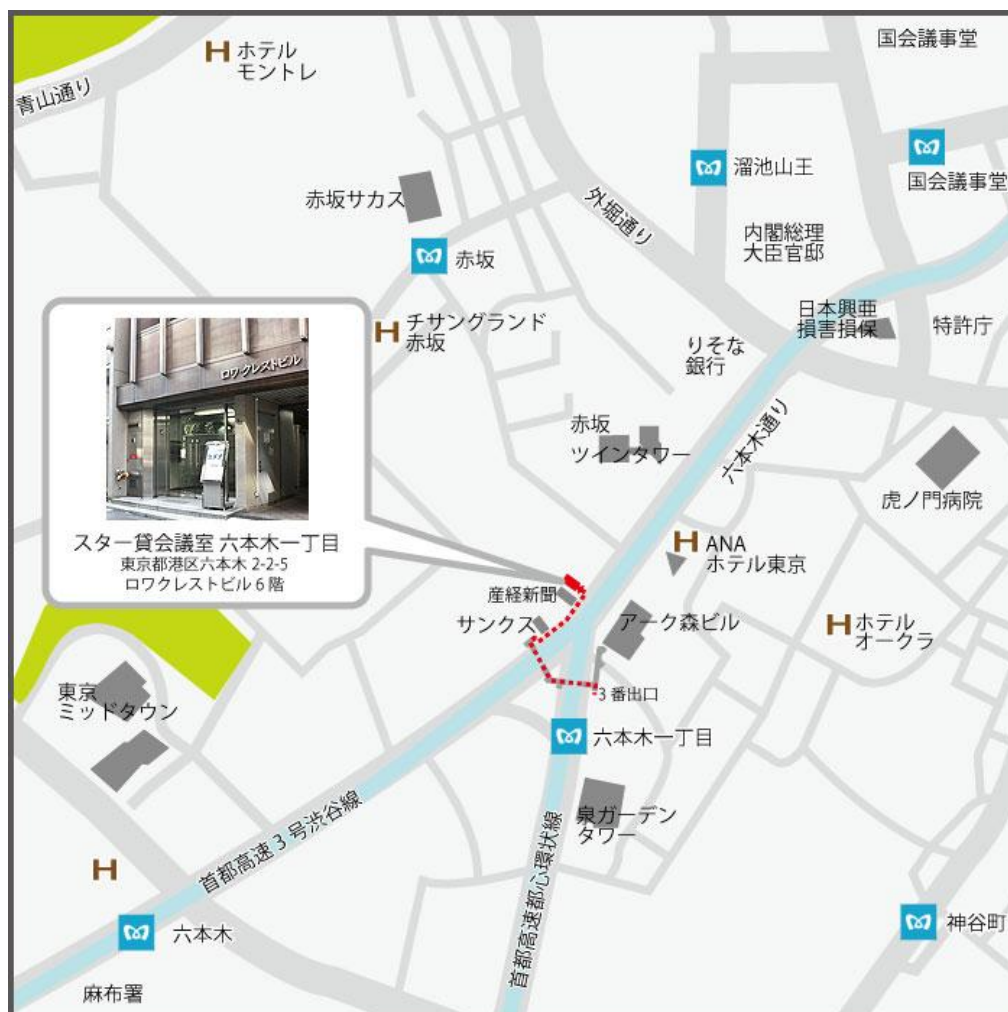 国会議事堂
ホテル
モントレ
青山通り
溜池山王
国会議事堂
赤坂サカス
外堀通り
内閣総理
大臣官邸
赤坂
日本興亜
損害損保
特許庁
チサングランド
赤坂
りそな
銀行
ロワクレストビル
六本木通り
赤坂
ツインタワー
虎ノ門病院
スター貸会議室 六本木一丁目
東京都港区六本木 2-2-5
ロワクレストビル 6 階
ANA
ホテル東京
産経新聞
サンクス
アーク森ビル
ホテル
オークラ
東京
ミッドタウン
3 番出口
六本木一丁目
泉ガーデン
タワー
首都高速 3 号渋谷線
首都高速都心環状線
六本木
神谷町
麻布署